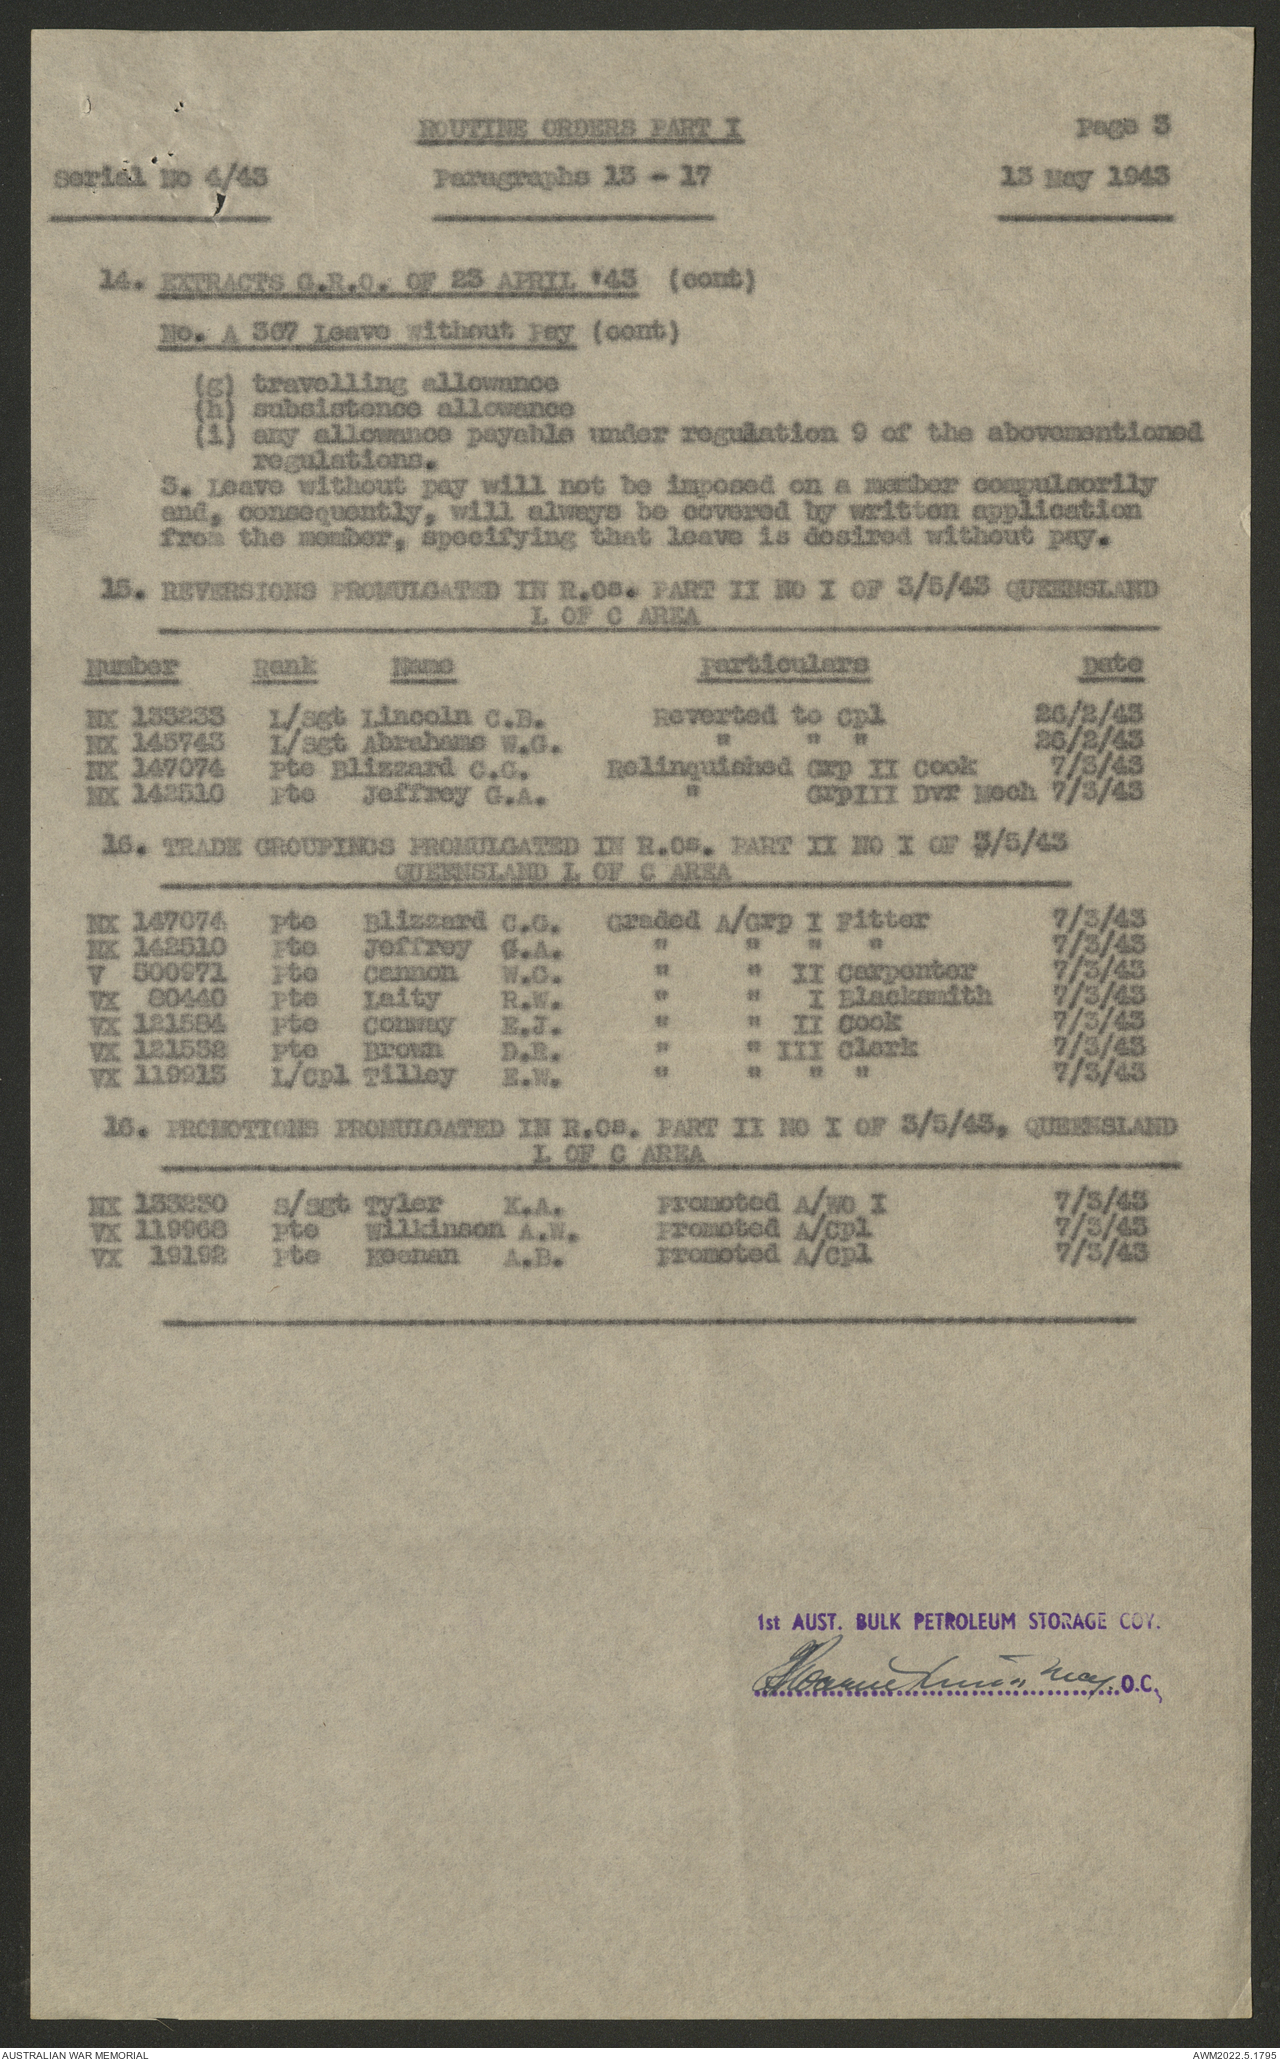 ROUTINE ORDERS PART I Page 3
Serial No 4/43 Paragraphs 13 - 17 13 May 1943
14. EXTRACTS G.R.O. OF 23 APRIL '43 (cont)
No. A 367 Leave Without Pay (cont)
(g) travelling allowance
(h) subsistence allowance
(i) any allowance payable under regulation 9 of the abovementioned
regulations.
3. Leave without pay will not be imposed on a member compulsorily
and, consequently, will always be covered by written application
from the member, specifying that leave is desired without pay.
15. REVERSIONS PROMULGATED IN R.Os. PART II NO I OF 3/5/43 QUEENSLAND
L OF C AREA
Number Rank Name Particulars Date
NX 133233 L/Sgt Lincoln C.B. Reverted to Cpl 26/2/43
NX 145743 L/Sgt Abrahams W.G. " " " 26/2/43
NX 147074 Pte Blizzard C.G. Relinquished Grp II Cook 7/3/43
NX 142510 Pte Jeffrey G.A. " GrpIII Dvr Mech 7/3/43
16. TRADE GROUPINGS PROMULGATED IN R.Os. PART II NO I OF 3/5/43
QUEENSLAND L OF C AREA
NX 147074 Pte Blizzard C.G. Graded A/Grp I Fitter 7/3/43
NX 142510 Pte Jeffrey G.A. " " " " 7/3/43
V 500971 Pte Cannon W.C. " " II Carpenter 7/3/43
VX 80440 Pte Laity R.W. " " I Blacksmith 7/3/43
VX 121584 Pte Conway E.J. " " II Cook 7/3/43
VX 121532 Pte Brown D.R. " " III Clerk 7/3/43
VX 119913 L/Cpl Tilley E.W. " " " " 7/3/43
16. PROMOTIONS PROMULGATED IN R.Os. PART II NO I OF 3/5/43, QUEENSLAND
L OF C AREA
NX 133230 S/Sgt Tyler K.A. Promoted A/WO I 7/3/43
VX 119968 Pte Wilkinson A.W. Promoted A/Cpl 7/3/43
VX 19192 Pte Keenan A.B. Promoted A/Cpl 7/3/43
1st AUST. BULK PETROLEUM STORAGE COY.
O.C.
AUSTRALIAN WAR MEMORIAL AWM2022.5.1795